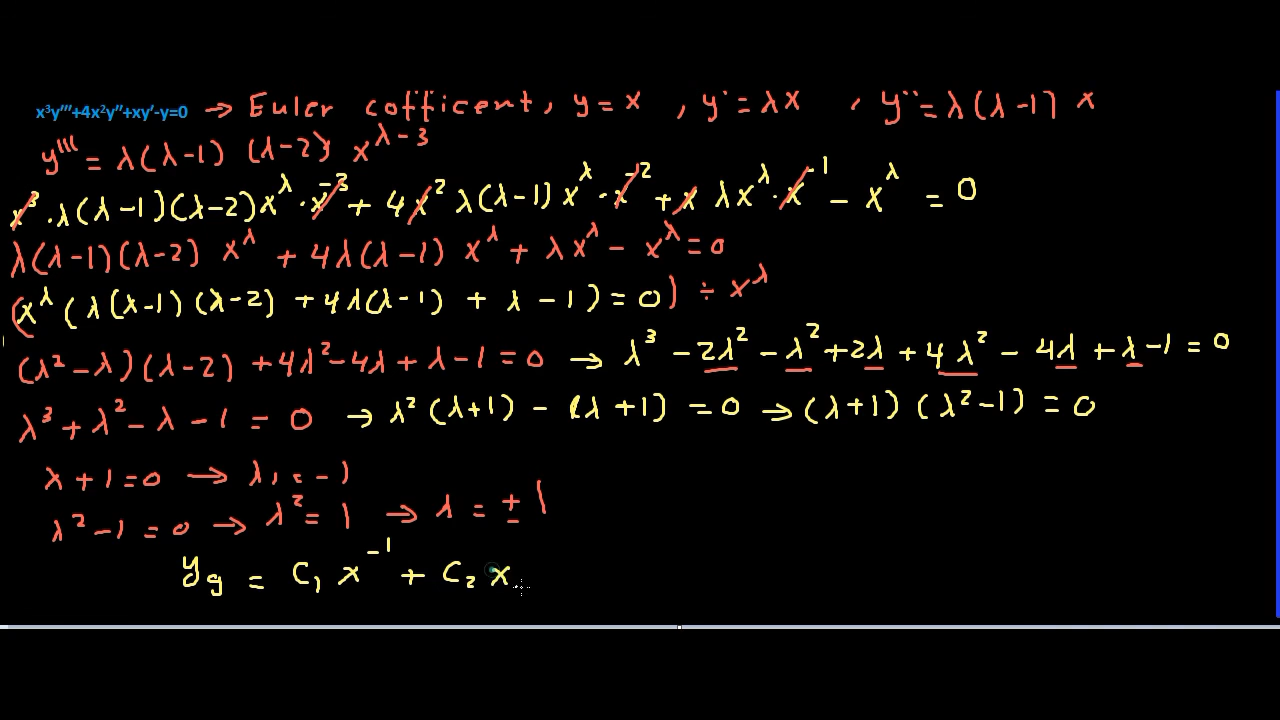 x³y‴+4x²y″+xy′-y=0 → Euler cofficent, y = x , y' = λx , y'' = λ(λ-1) x
y''' = λ(λ-1) (λ-2) x^λ-3
x³·λ(λ-1)(λ-2)x^λ·x⁻³ + 4x² λ(λ-1)x^λ·x⁻² + x λx^λ·x⁻¹ - x^λ = 0
λ(λ-1)(λ-2) x^λ + 4λ(λ-1) x^λ + λx^λ - x^λ = 0
(x^λ (λ(λ-1)(λ-2) + 4λ(λ-1) + λ - 1) = 0) ÷ x^λ
(λ²-λ)(λ-2) + 4λ² - 4λ + λ - 1 = 0 → λ³ - 2λ² - λ² + 2λ + 4λ² - 4λ + λ - 1 = 0
λ³ + λ² - λ - 1 = 0 → λ² (λ+1) - (λ+1) = 0 → (λ+1) (λ²-1) = 0
λ + 1 = 0 → λ₁ = -1
λ² - 1 = 0 → λ² = 1 → λ = ± 1
y_g = C₁ x⁻¹ + C₂ x